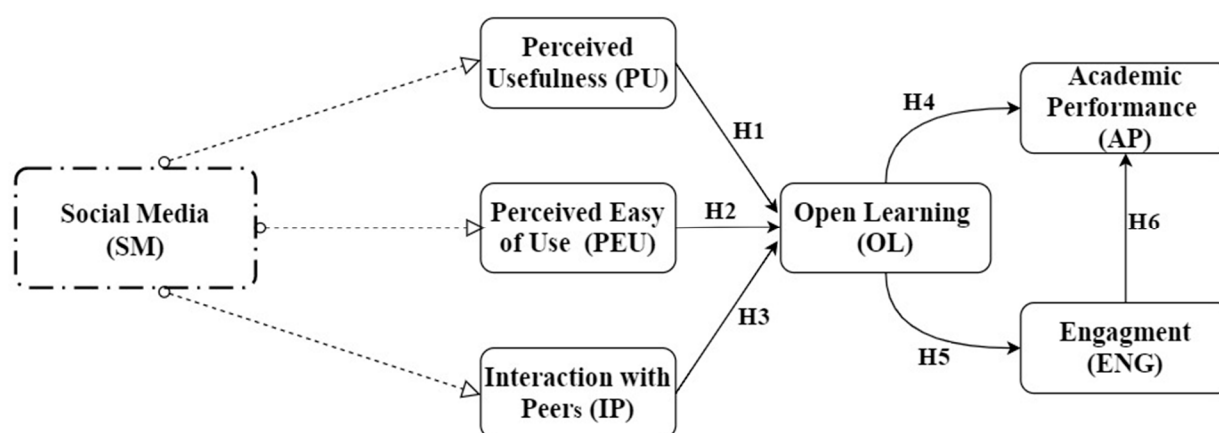 Social Media
(SM)
Perceived
Usefulness (PU)
Perceived Easy
of Use (PEU)
Interaction with
Peers (IP)
H1
H2
H3
Open Learning
(OL)
H4
H5
Academic
Performance
(AP)
H6
Engagment
(ENG)